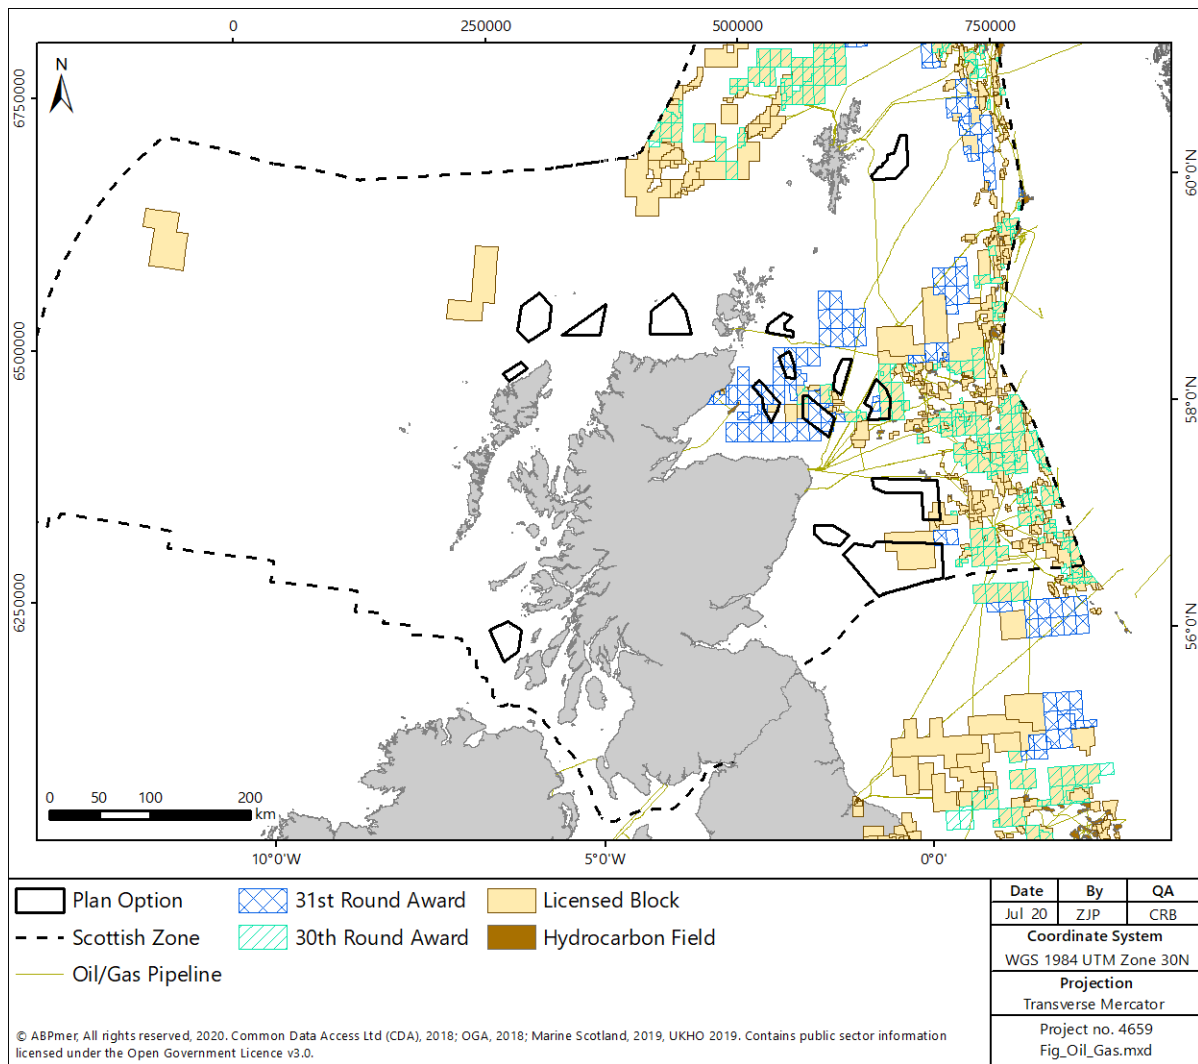 0 250000 500000 750000
N
6750000
6500000
6250000
60°0'N
58°0'N
56°0'N
0 50 100 200
km
10°0'W 5°0'W 0°0'
Plan Option 31st Round Award Licensed Block
Scottish Zone 30th Round Award Hydrocarbon Field
Oil/Gas Pipeline
Date By QA
Jul 20 ZJP CRB
Coordinate System
WGS 1984 UTM Zone 30N
Projection
Transverse Mercator
Project no. 4659
Fig_Oil_Gas.mxd
© ABPmer, All rights reserved, 2020. Common Data Access Ltd (CDA), 2018; OGA, 2018; Marine Scotland, 2019, UKHO 2019. Contains public sector information
licensed under the Open Government Licence v3.0.